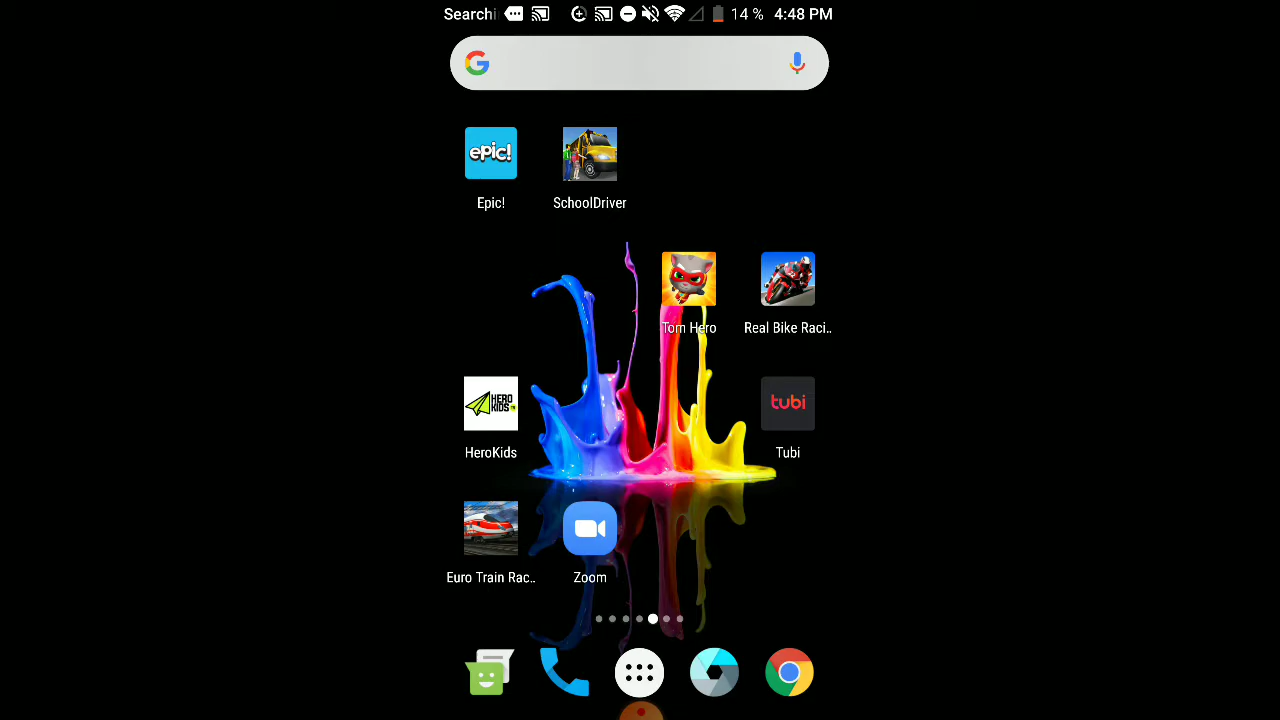 Searchi 14 % 4:48 PM
epic!
Epic! SchoolDriver
Tom Hero Real Bike Raci..
HERO
KIDS TV
tubi
HeroKids Tubi
Euro Train Rac.. Zoom